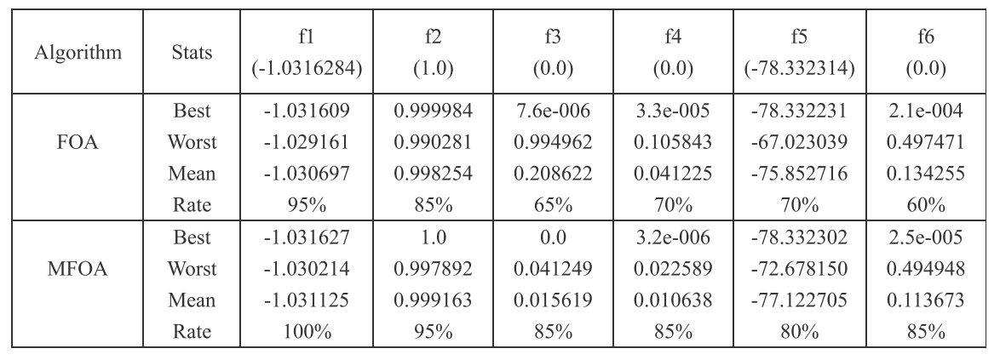 Algorithm Stats f1 f2 f3 f4 f5 f6
(-1.0316284) (1.0) (0.0) (0.0) (-78.332314) (0.0)
Best -1.031609 0.999984 7.6e-006 3.3e-005 -78.332231 2.1e-004
FOA Worst -1.029161 0.990281 0.994962 0.105843 -67.023039 0.497471
Mean -1.030697 0.998254 0.208622 0.041225 -75.852716 0.134255
Rate 95% 85% 65% 70% 70% 60%
Best -1.031627 1.0 0.0 3.2e-006 -78.332302 2.5e-005
MFOA Worst -1.030214 0.997892 0.041249 0.022589 -72.678150 0.494948
Mean -1.031125 0.999163 0.015619 0.010638 -77.122705 0.113673
Rate 100% 95% 85% 85% 80% 85%